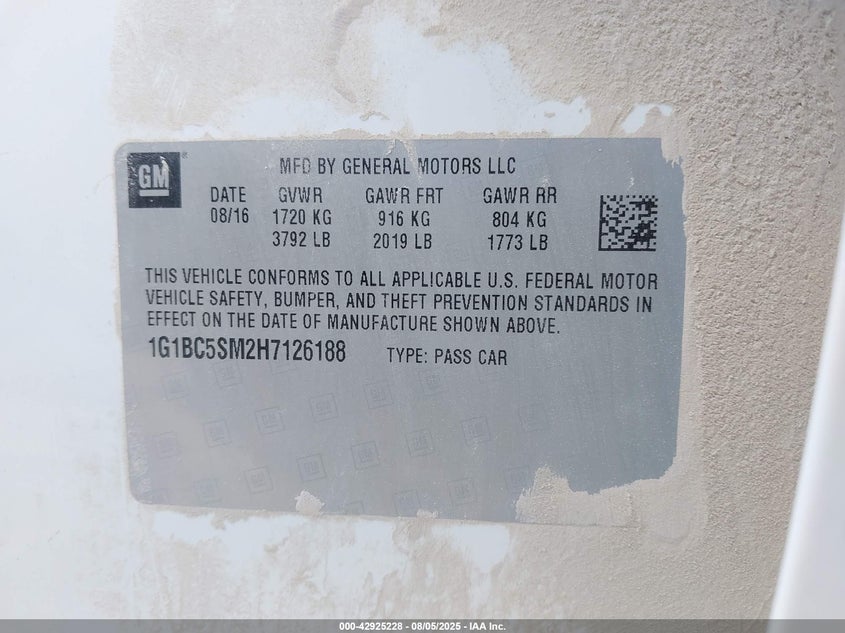 GM
MFD BY GENERAL MOTORS LLC
DATE GVWR GAWR FRT GAWR RR
08/16 1720 KG 916 KG 804 KG
3792 LB 2019 LB 1773 LB
THIS VEHICLE CONFORMS TO ALL APPLICABLE U.S. FEDERAL MOTOR
VEHICLE SAFETY, BUMPER, AND THEFT PREVENTION STANDARDS IN
EFFECT ON THE DATE OF MANUFACTURE SHOWN ABOVE.
1G1BC5SM2H7126188 TYPE: PASS CAR
000-42925228 - 08/05/2025 - IAA Inc.